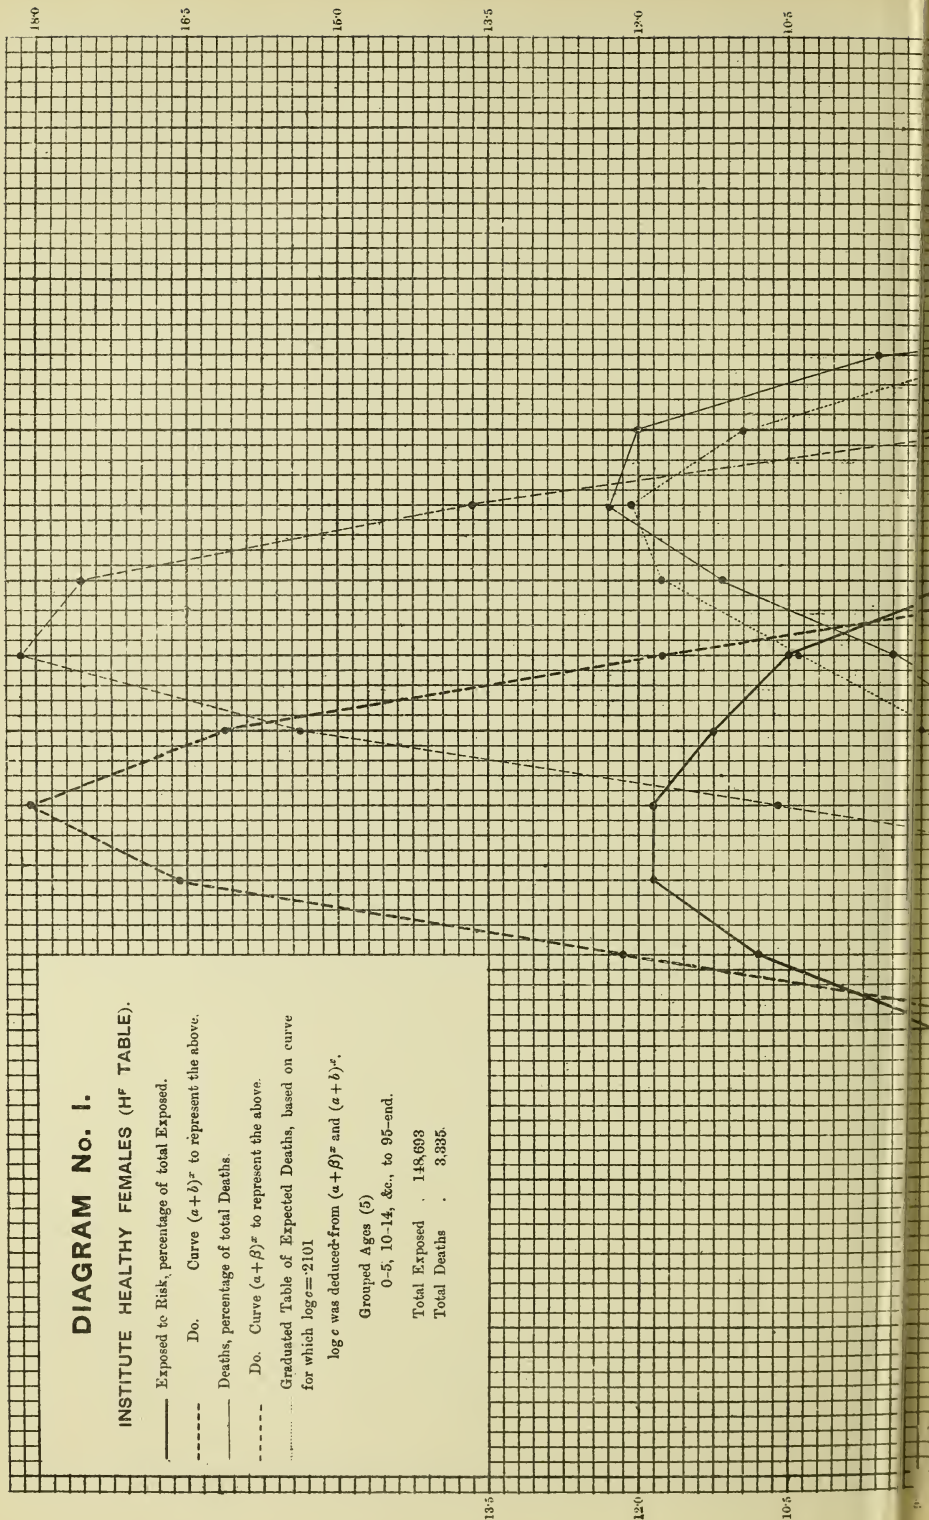 DIAGRAM No. I.
INSTITUTE HEALTHY FEMALES (Hᶠ TABLE).
Exposed to Risk, percentage of total Exposed.
Do. Curve (a+b)ˣ to represent the above.
Deaths, percentage of total Deaths.
Do. Curve (α+β)ˣ to represent the above.
Graduated Table of Expected Deaths, based on curve
for which log c=·2101
log c was deduced from (α+β)ˣ and (a+b)ˣ.
Grouped Ages (5)
0-5, 10-14, &c., to 95-end.
Total Exposed . 148,693
Total Deaths . 3,335
18·0
16·5
15·0
13·5
12·0
10·5
13·5
12·0
10·5